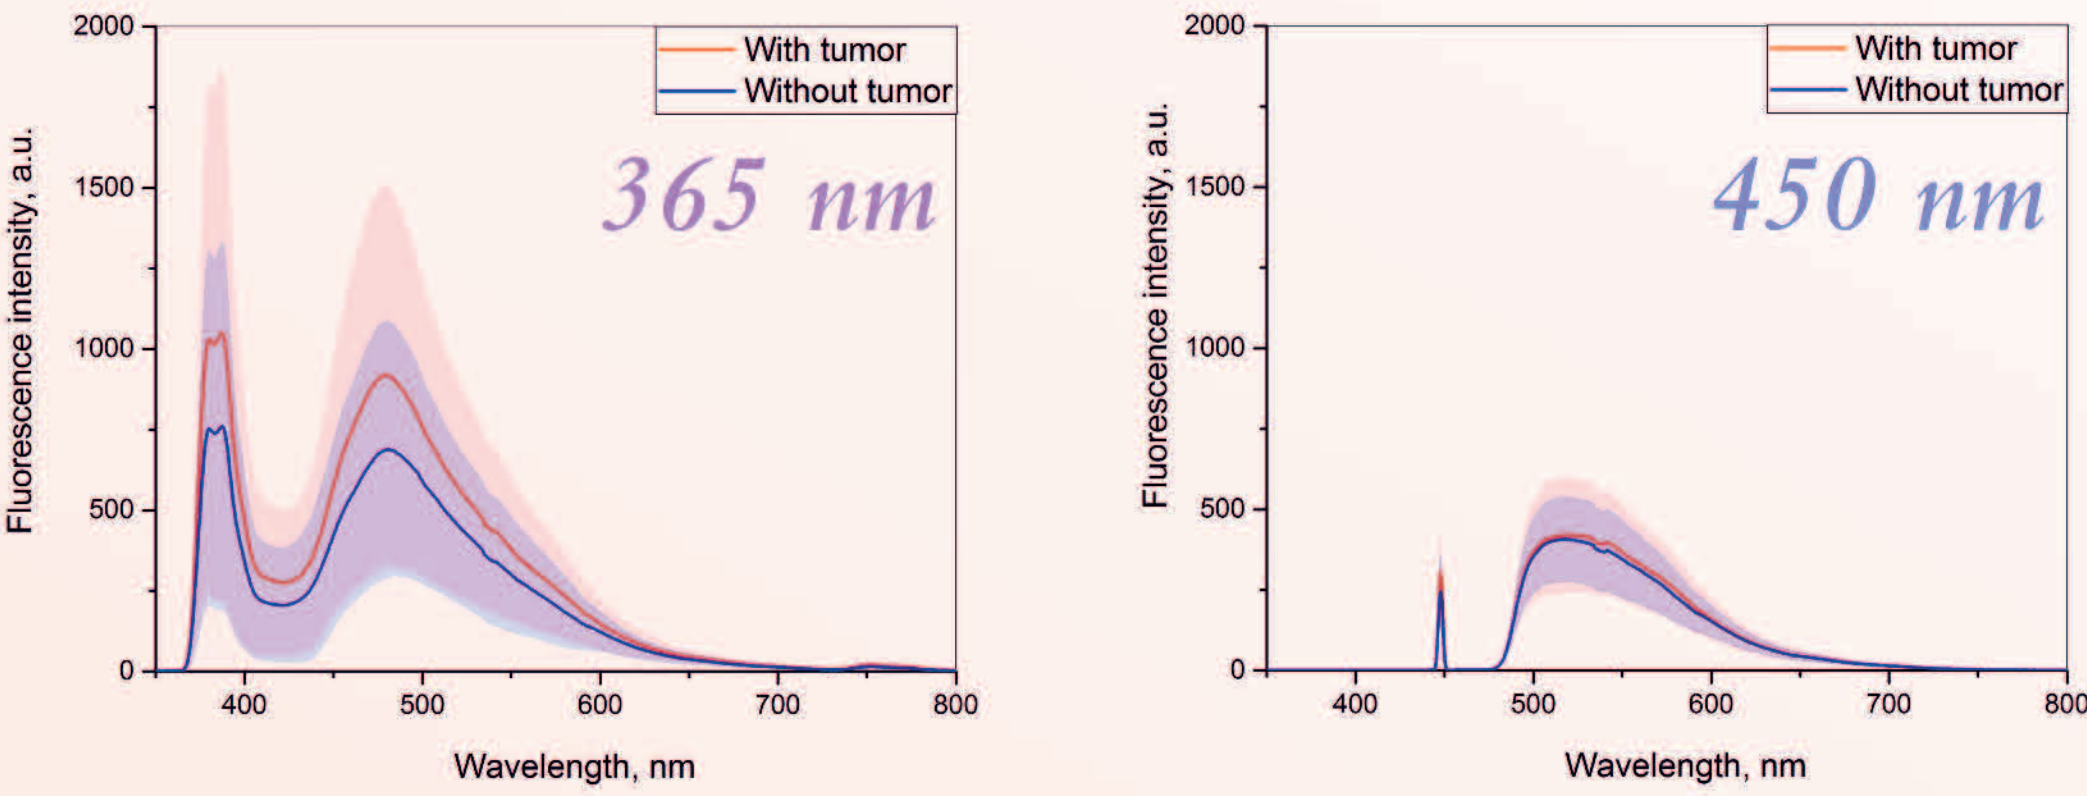 2000
1500
1000
500
0
400 500 600 700 800
Fluorescence intensity, a.u.
Wavelength, nm
With tumor
Without tumor
365 nm
2000
1500
1000
500
0
400 500 600 700 800
Fluorescence intensity, a.u.
Wavelength, nm
With tumor
Without tumor
450 nm